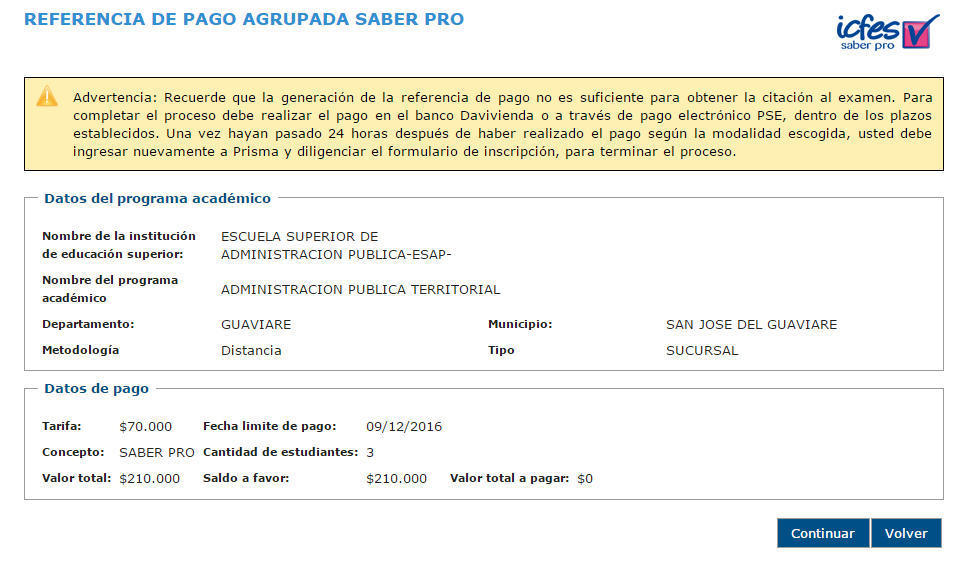 REFERENCIA DE PAGO AGRUPADA SABER PRO
icfes
saber pro
Advertencia: Recuerde que la generación de la referencia de pago no es suficiente para obtener la citación al examen. Para
completar el proceso debe realizar el pago en el banco Davivienda o a través de pago electrónico PSE, dentro de los plazos
establecidos. Una vez hayan pasado 24 horas después de haber realizado el pago según la modalidad escogida, usted debe
ingresar nuevamente a Prisma y diligenciar el formulario de inscripción, para terminar el proceso.
Datos del programa académico
Nombre de la institución ESCUELA SUPERIOR DE
de educación superior: ADMINISTRACION PUBLICA-ESAP-
Nombre del programa
académico ADMINISTRACION PUBLICA TERRITORIAL
Departamento: GUAVIARE Municipio: SAN JOSE DEL GUAVIARE
Metodología Distancia Tipo SUCURSAL
Datos de pago
Tarifa: $70.000 Fecha limite de pago: 09/12/2016
Concepto: SABER PRO Cantidad de estudiantes: 3
Valor total: $210.000 Saldo a favor: $210.000 Valor total a pagar: $0
Continuar Volver